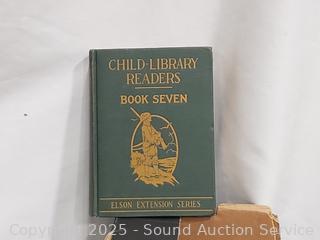 CHILD-LIBRARY
READERS
BOOK SEVEN
ELSON EXTENSION SERIES
Copyright 2025 - Sound Auction Service